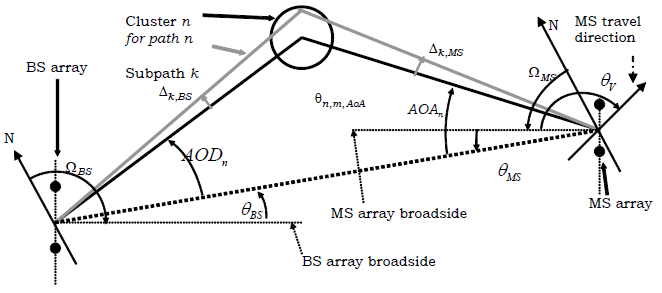 Cluster n
for path n
MS travel
direction
N
BS array
Subpath k
Δk,BS
Δk,MS
ΩMS
θV
θn,m,AoA
AOAn
N
ΩBS
AODn
θMS
θBS
MS array broadside
MS array
BS array broadside